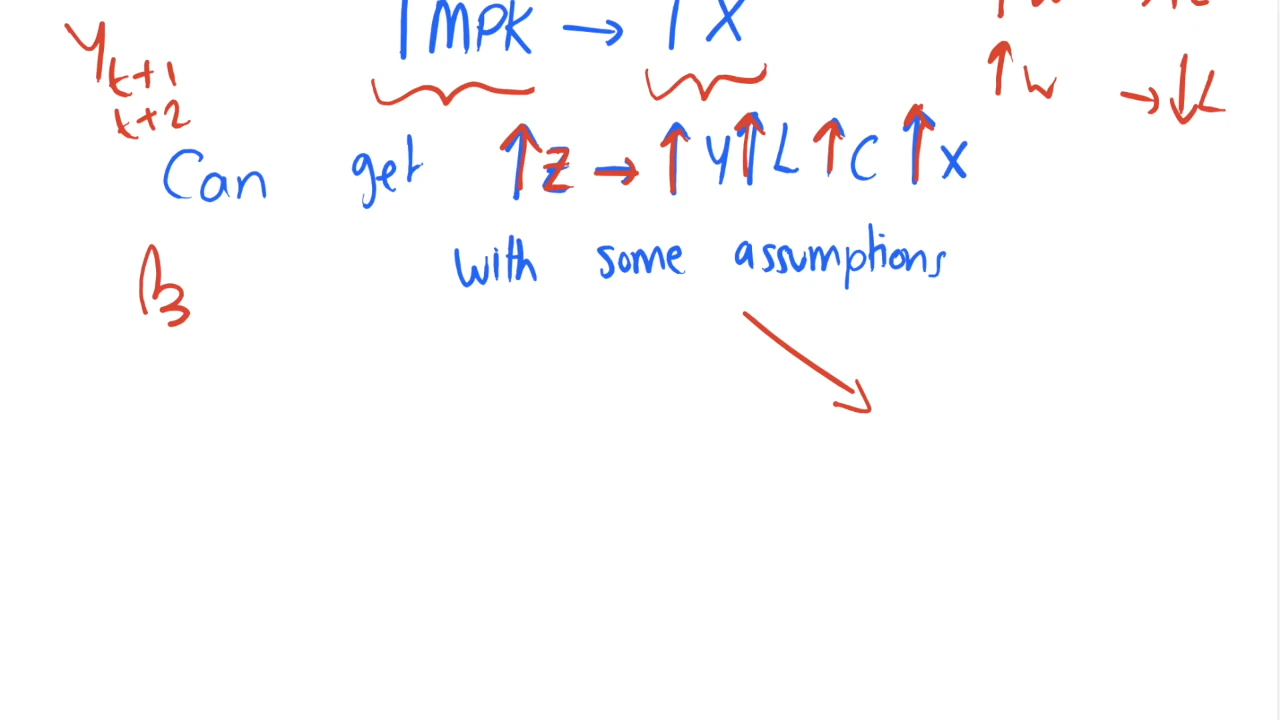 ↑ MPK → ↑ X
y t+1
t+2
↑ w → ↓ L
Can get ↑ Z → ↑ Y ↑ L ↑ C ↑ X
β
with some assumptions